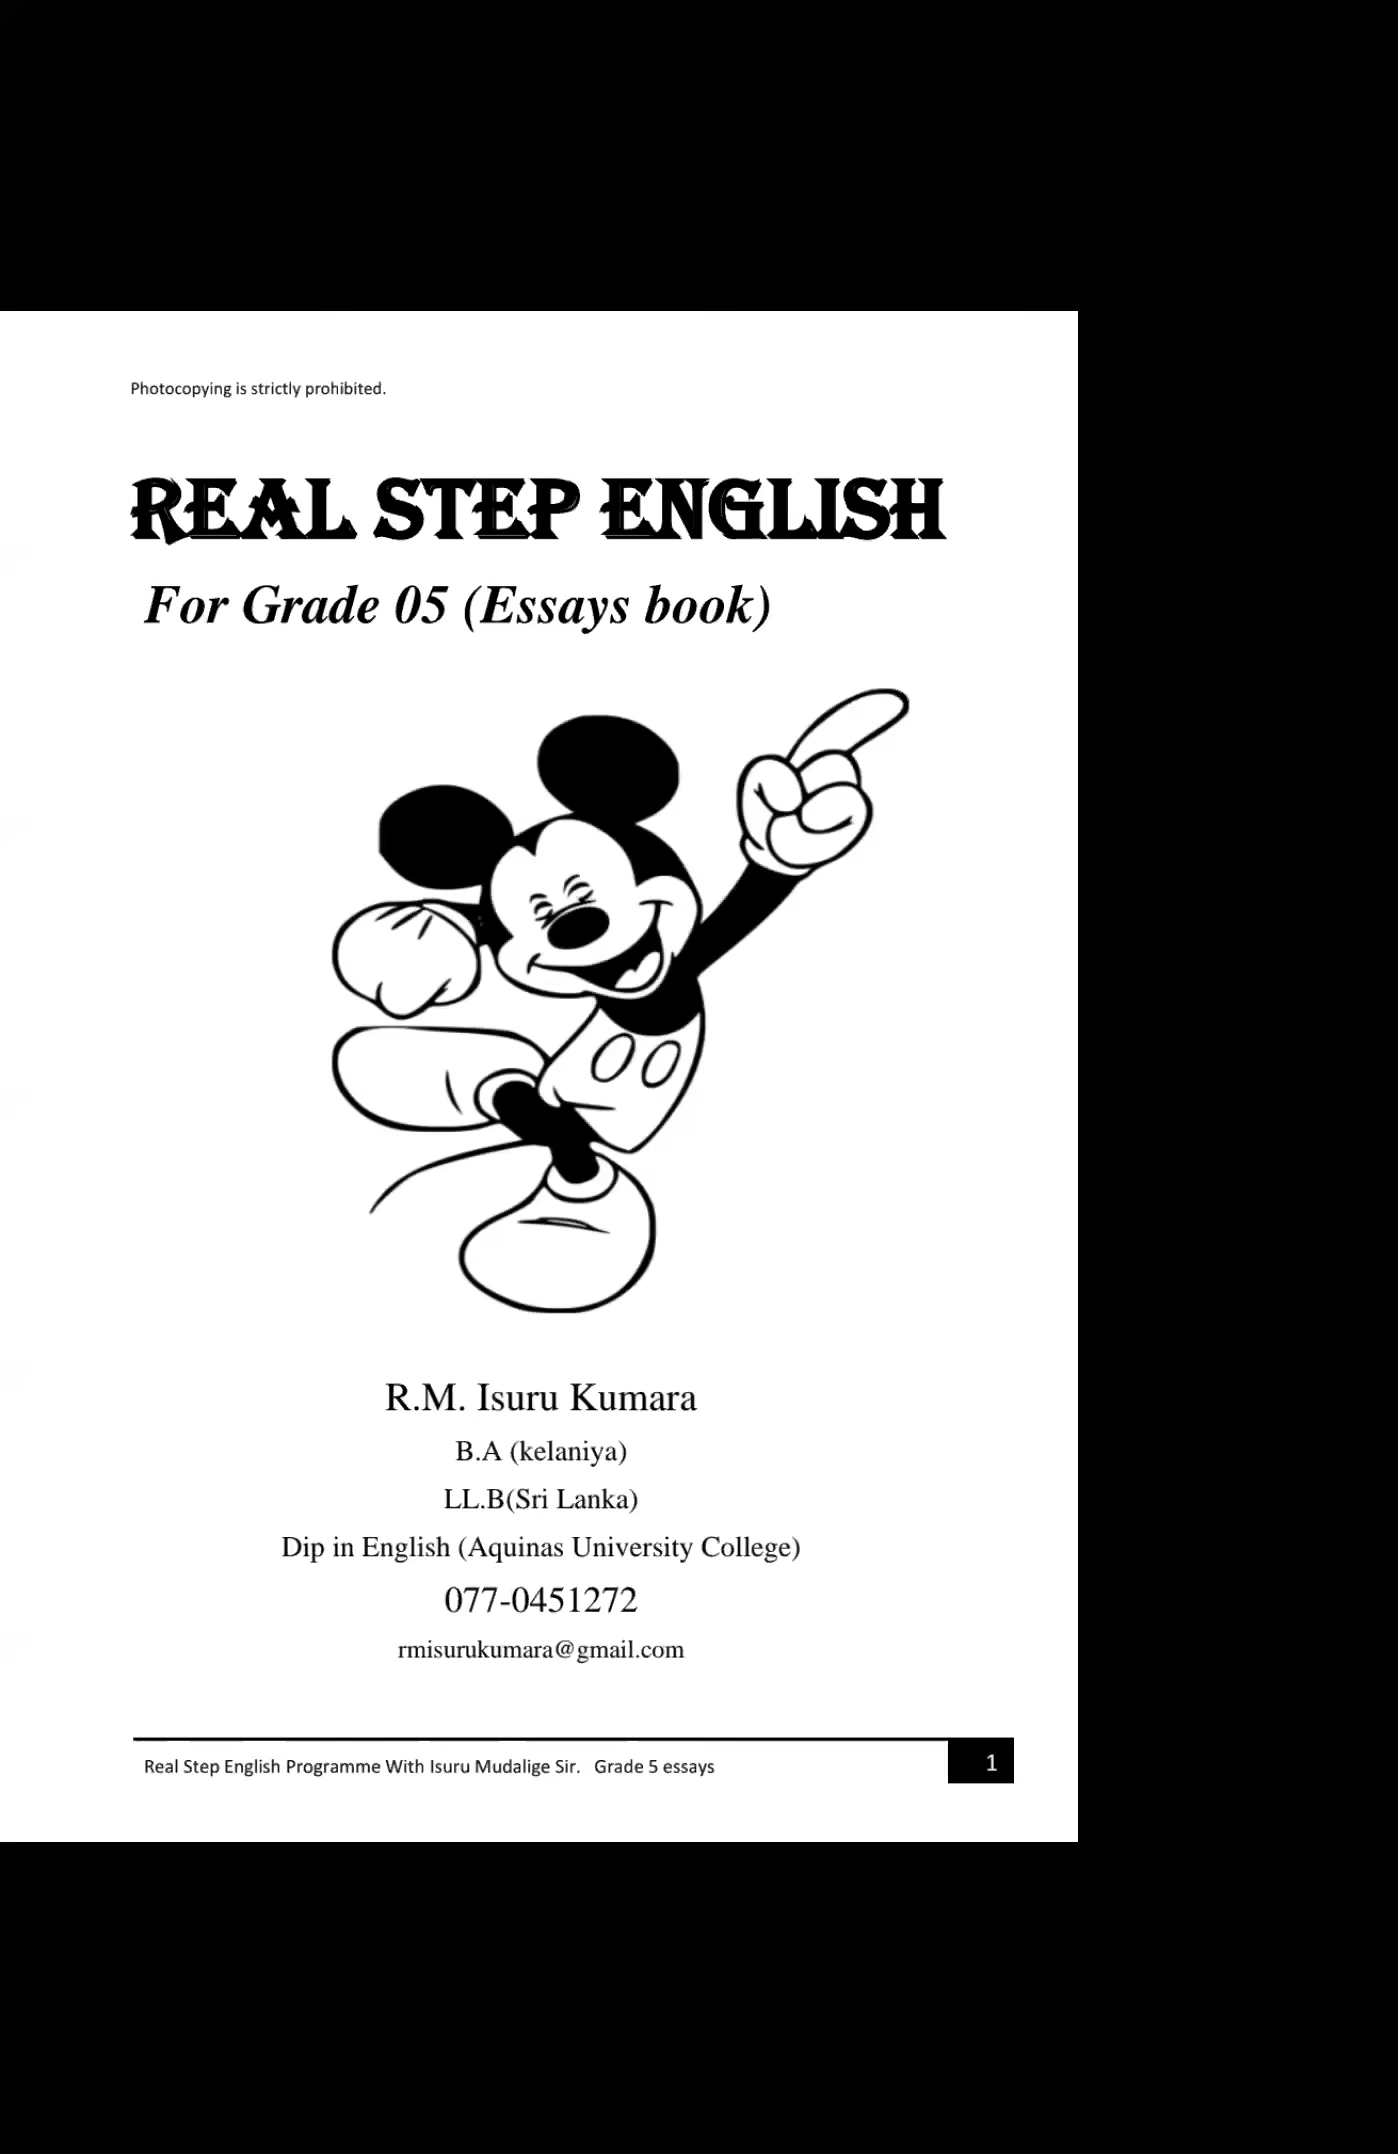 Photocopying is strictly prohibited.
REAL STEP ENGLISH
For Grade 05 (Essays book)
R.M. Isuru Kumara
B.A (kelaniya)
LL.B(Sri Lanka)
Dip in English (Aquinas University College)
077-0451272
rmisurukumara@gmail.com
Real Step English Programme With Isuru Mudalige Sir. Grade 5 essays
1